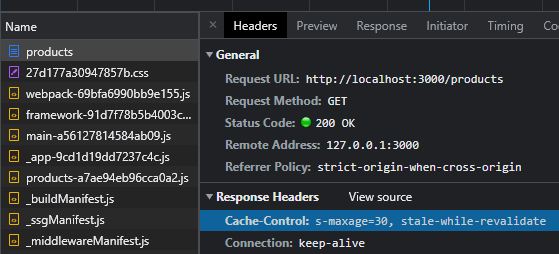 Name
products
27d177a30947857b.css
webpack-69bfa6990bb9e155.js
framework-91d7f78b5b4003c...
main-a56127814584ab09.js
_app-9cd1d19dd7237c4c.js
products-a7ae94eb96cca0a2.js
_buildManifest.js
_ssgManifest.js
_middlewareManifest.js
Headers Preview Response Initiator Timing Coo
General
Request URL: http://localhost:3000/products
Request Method: GET
Status Code: 200 OK
Remote Address: 127.0.0.1:3000
Referrer Policy: strict-origin-when-cross-origin
Response Headers View source
Cache-Control: s-maxage=30, stale-while-revalidate
Connection: keep-alive